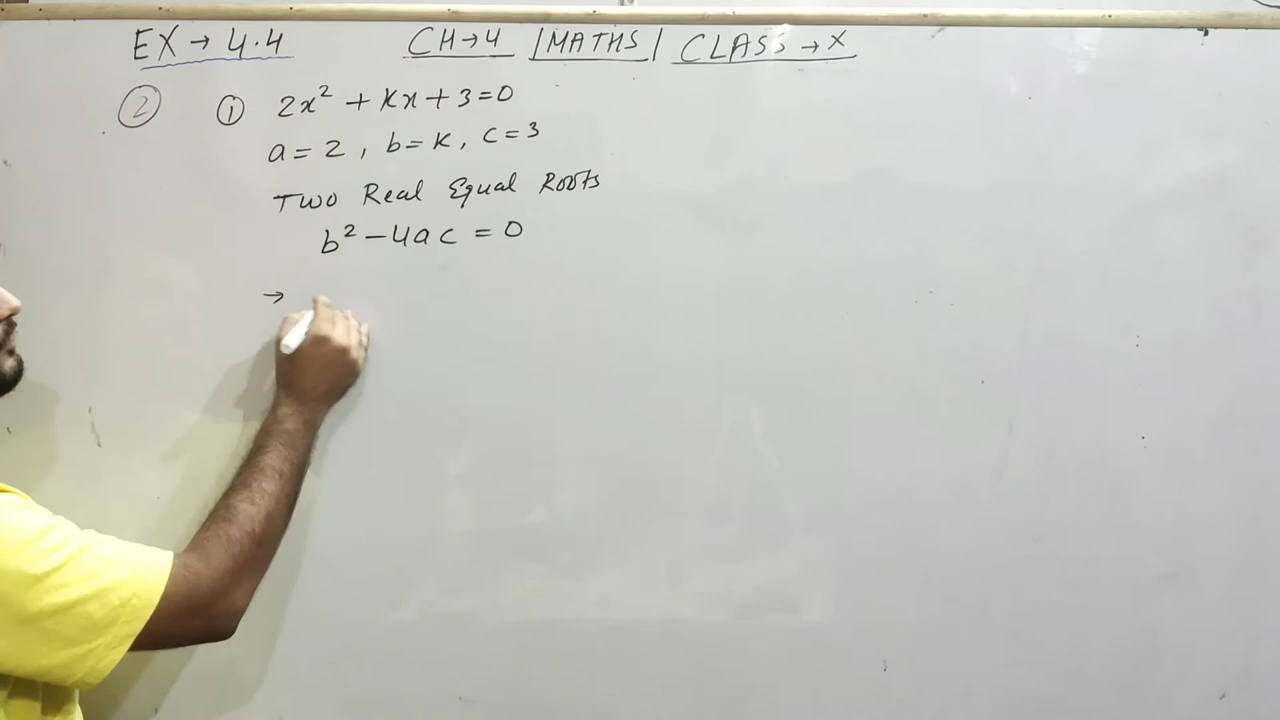 EX → 4.4 CH → 4 | MATHS | CLASS → X
② ① 2x² + Kx + 3 = 0
a = 2 , b = K, c = 3
Two Real Equal Roots
b² - 4ac = 0
→